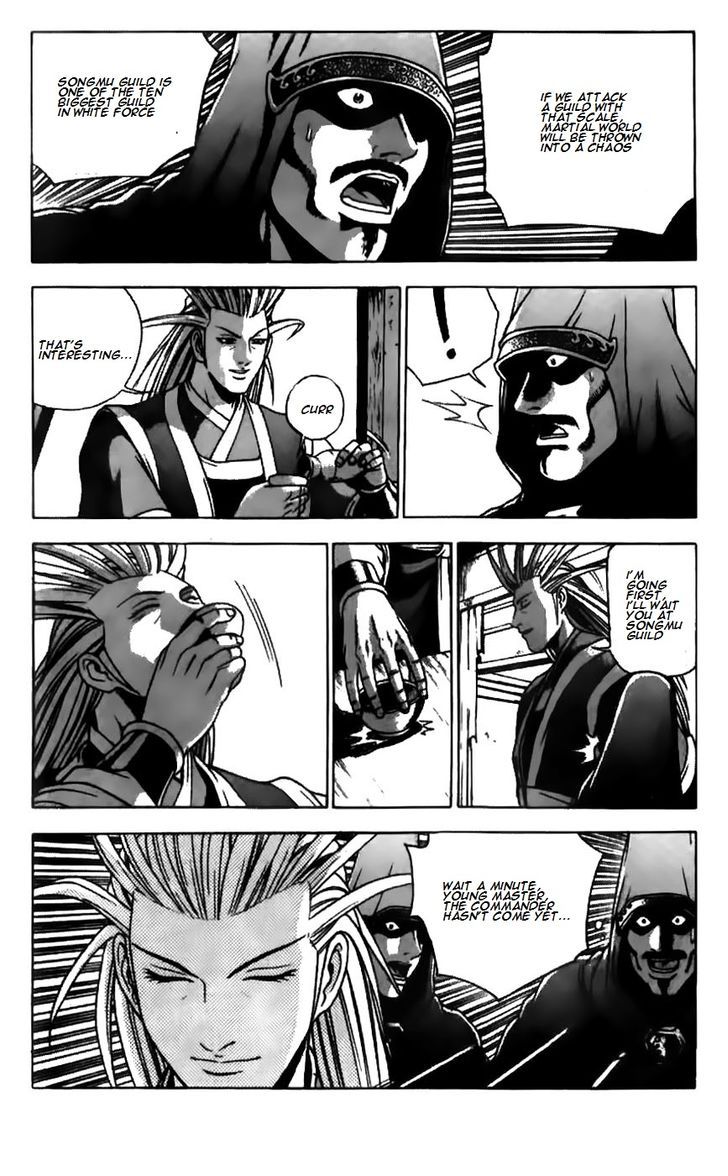 SONGMU GUILD IS
ONE OF THE TEN
BIGGEST GUILD
IN WHITE FORCE
IF WE ATTACK
A GUILD WITH
THAT SCALE,
MARTIAL WORLD
WILL BE THROWN
INTO A CHAOS
THAT'S
INTERESTING...
CURR
!
I'M
GOING
FIRST,
I'LL WAIT
YOU AT
SONGMU
GUILD
WAIT A MINUTE,
YOUNG MASTER,
THE COMMANDER
HASN'T COME YET...